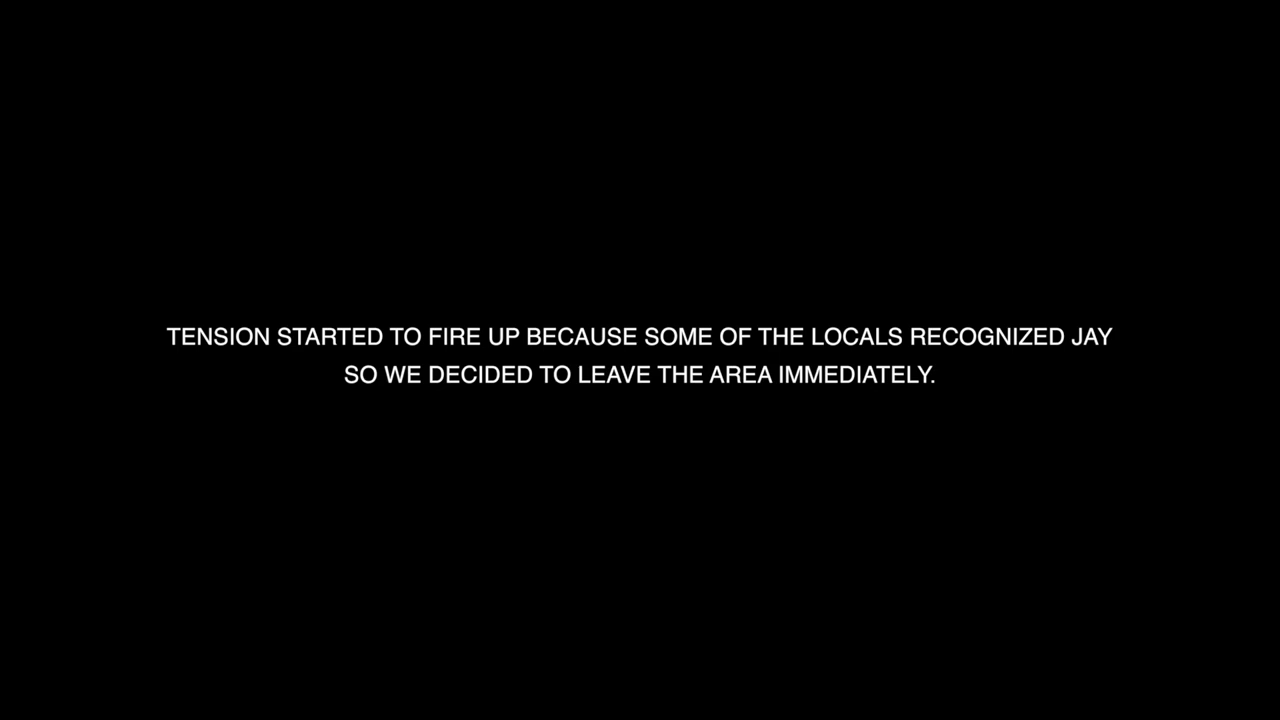 TENSION STARTED TO FIRE UP BECAUSE SOME OF THE LOCALS RECOGNIZED JAY
SO WE DECIDED TO LEAVE THE AREA IMMEDIATELY.